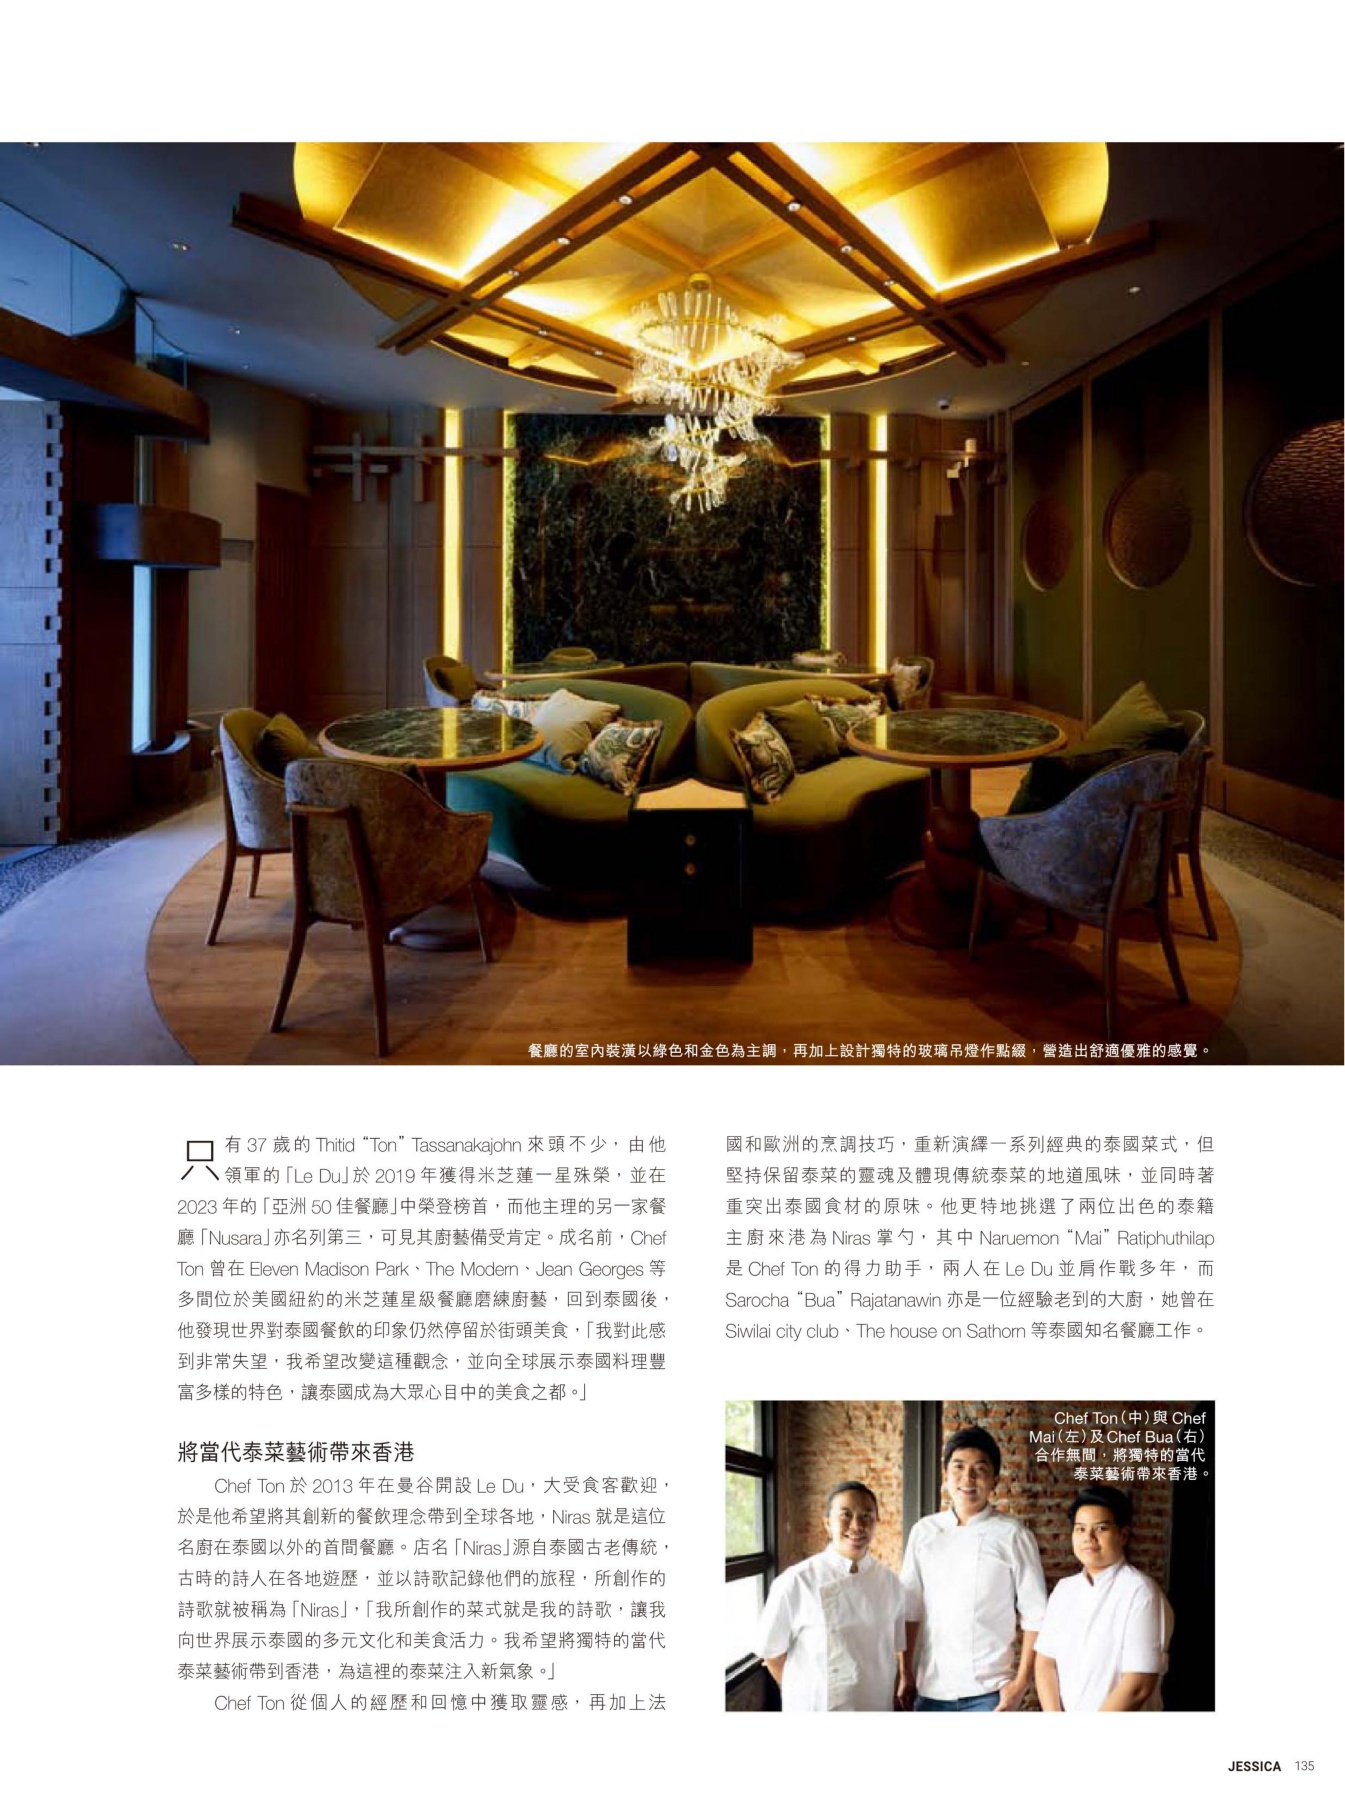 餐廳的室內裝潢以綠色和金色為主調，再加上設計獨特的玻璃吊燈作點綴，營造出舒適優雅的感覺。
只有 37 歲的 Thitid “Ton” Tassanakajohn 來頭不少，由他
領軍的「Le Du」於 2019 年獲得米芝蓮一星殊榮，並在
2023 年的「亞洲 50 佳餐廳」中榮登榜首，而他主理的另一家餐
廳「Nusara」亦名列第三，可見其廚藝備受肯定。成名前，Chef
Ton 曾在 Eleven Madison Park、The Modern、Jean Georges 等
多間位於美國紐約的米芝蓮星級餐廳磨練廚藝，回到泰國後，
他發現世界對泰國餐飲的印象仍然停留於街頭美食，「我對此感
到非常失望，我希望改變這種觀念，並向全球展示泰國料理豐
富多樣的特色，讓泰國成為大眾心目中的美食之都。」
將當代泰菜藝術帶來香港
Chef Ton 於 2013 年在曼谷開設 Le Du，大受食客歡迎，
於是他希望將其創新的餐飲理念帶到全球各地，Niras 就是這位
名廚在泰國以外的首間餐廳。店名「Niras」源自泰國古老傳統，
古時的詩人在各地遊歷，並以詩歌記錄他們的旅程，所創作的
詩歌就被稱為「Niras」，「我所創作的菜式就是我的詩歌，讓我
向世界展示泰國的多元文化和美食活力。我希望將獨特的當代
泰菜藝術帶到香港，為這裡的泰菜注入新氣象。」
Chef Ton 從個人的經歷和回憶中獲取靈感，再加上法
國和歐洲的烹調技巧，重新演繹一系列經典的泰國菜式，但
堅持保留泰菜的靈魂及體現傳統泰菜的地道風味，並同時著
重突出泰國食材的原味。他更特地挑選了兩位出色的泰籍
主廚來港為 Niras 掌勺，其中 Naruemon “Mai” Ratiphuthilap
是 Chef Ton 的得力助手，兩人在 Le Du 並肩作戰多年，而
Sarocha “Bua” Rajatanawin 亦是一位經驗老到的大廚，她曾在
Siwilai city club、The house on Sathorn 等泰國知名餐廳工作。
Chef Ton（中）與 Chef
Mai（左）及 Chef Bua（右）
合作無間，將獨特的當代
泰菜藝術帶來香港。
JESSICA 135